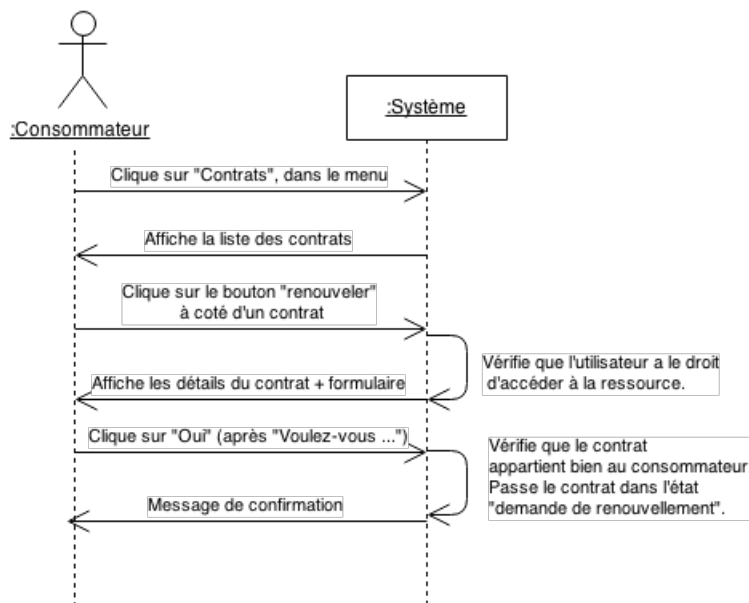 :Consommateur
:Système
Clique sur "Contrats", dans le menu
Affiche la liste des contrats
Clique sur le bouton "renouveler"
à coté d'un contrat
Vérifie que l'utilisateur a le droit
d'accéder à la ressource.
Affiche les détails du contrat + formulaire
Clique sur "Oui" (après "Voulez-vous ...")
Vérifie que le contrat
appartient bien au consommateur
Passe le contrat dans l'état
"demande de renouvellement".
Message de confirmation